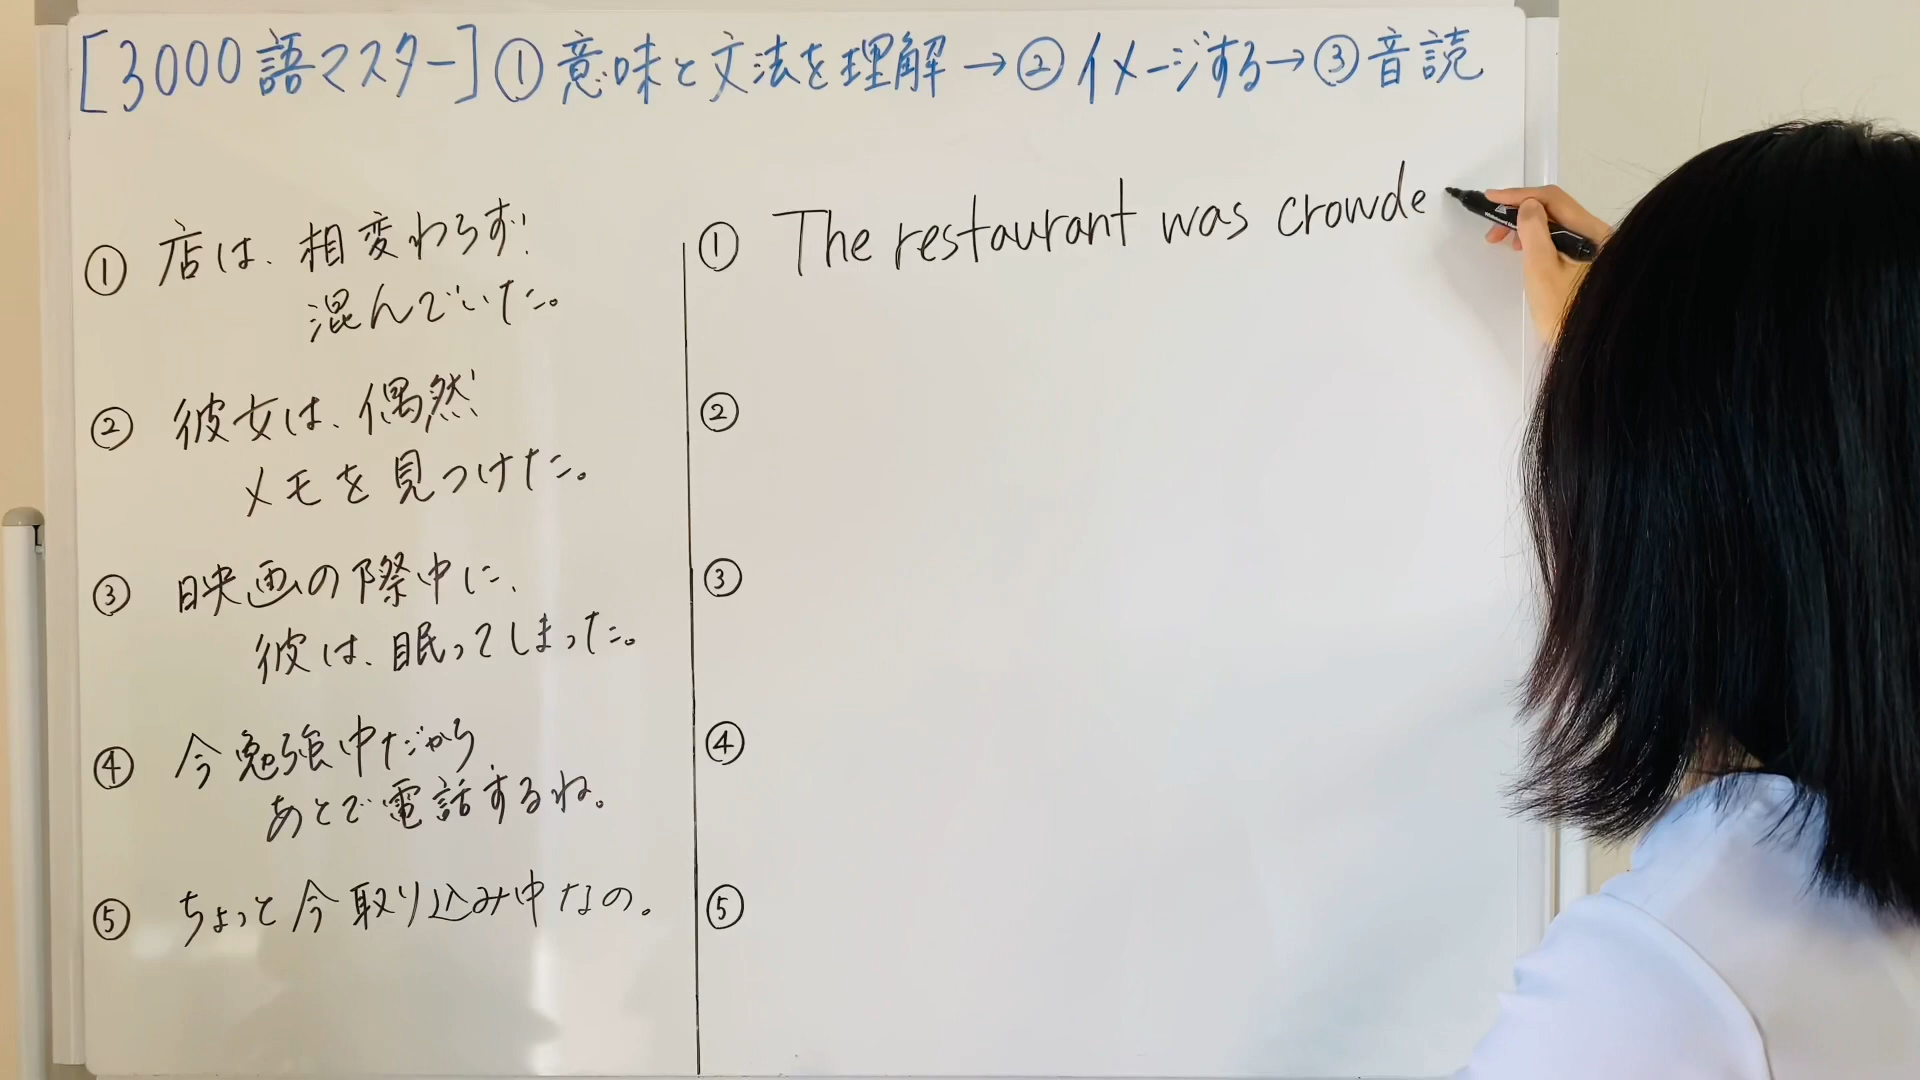 [3000語マスター]①意味と文法を理解→②イメージする→③音読
① 店は、相変わらず
混んでいた。
② 彼女は、偶然
メモを見つけた。
③ 映画の際中に、
彼は、眠ってしまった。
④ 今勉強中だから
あとで電話するね。
⑤ ちょっと今取り込み中なの。
① The restaurant was crowde
②
③
④
⑤